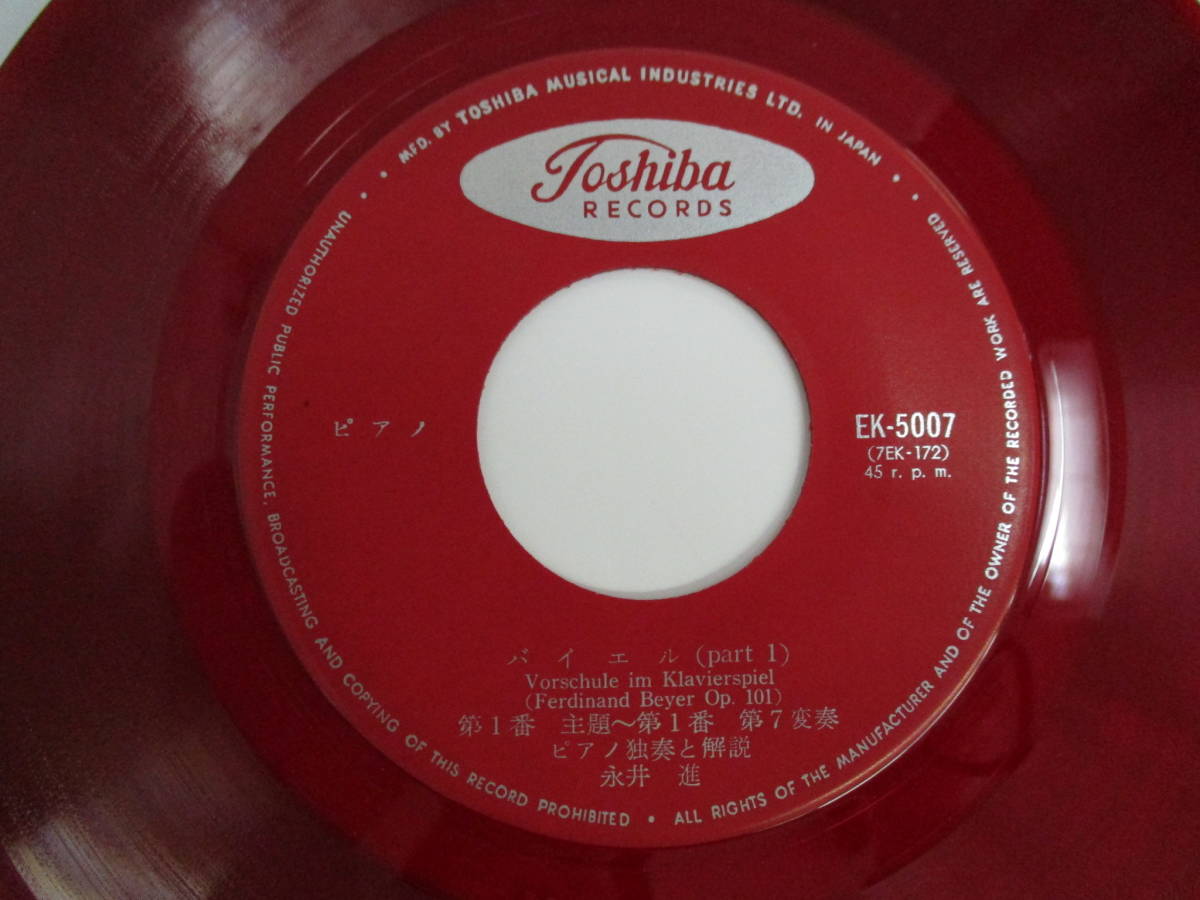 • MFD. BY TOSHIBA MUSICAL INDUSTRIES LTD. IN JAPAN •
Toshiba
RECORDS
ピアノ
EK-5007
(7EK-172)
45 r. p. m.
バイエル (part 1)
Vorschule im Klavierspiel
(Ferdinand Beyer Op. 101)
第1番 主題〜第1番 第7変奏
ピアノ独奏と解説
永井 進
• UNAUTHORIZED PUBLIC PERFORMANCE, BROADCASTING AND COPYING OF THIS RECORD PROHIBITED • ALL RIGHTS OF THE MANUFACTURER AND OF THE OWNER OF THE RECORDED WORK ARE RESERVED •